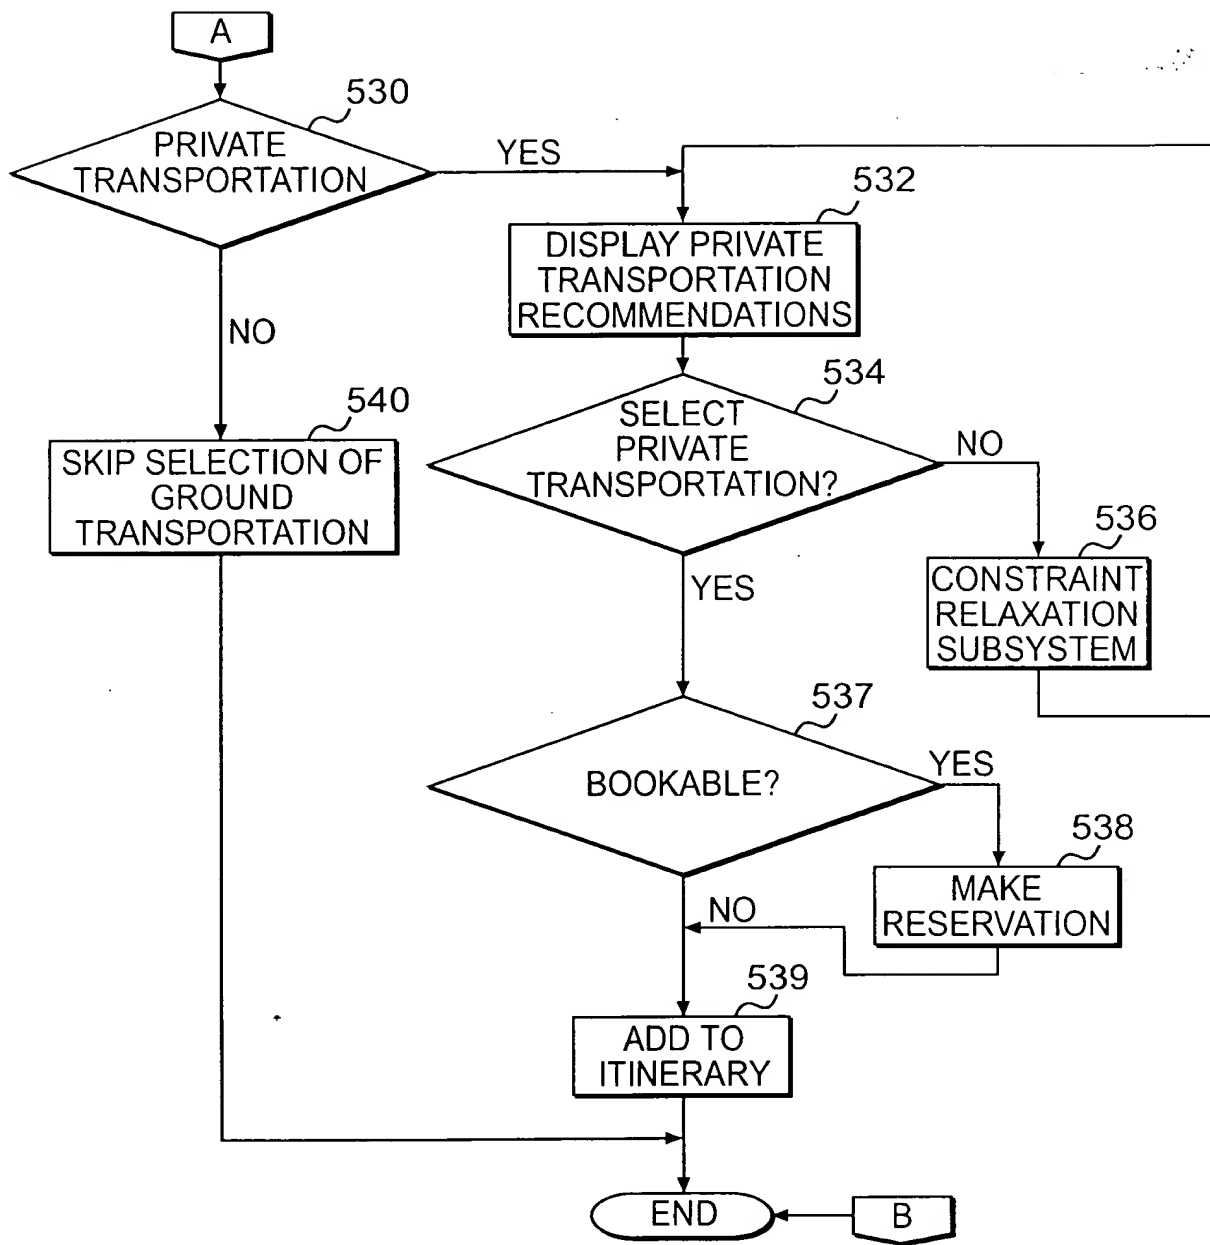 A
530
PRIVATE
TRANSPORTATION
YES
532
DISPLAY PRIVATE
TRANSPORTATION
RECOMMENDATIONS
NO
534
SELECT
PRIVATE
TRANSPORTATION?
NO
540
SKIP SELECTION OF
GROUND
TRANSPORTATION
536
CONSTRAINT
RELAXATION
SUBSYSTEM
YES
537
BOOKABLE?
YES
538
MAKE
RESERVATION
NO
539
ADD TO
ITINERARY
END
B